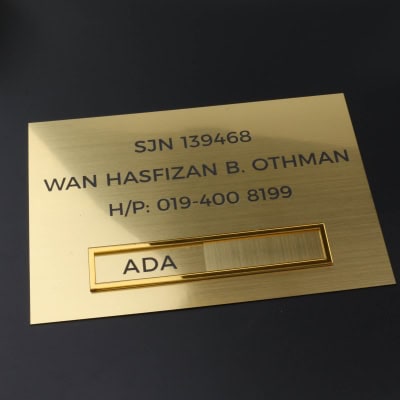 SJN 139468
WAN HASFIZAN B. OTHMAN
H/P: 019-400 8199
ADA